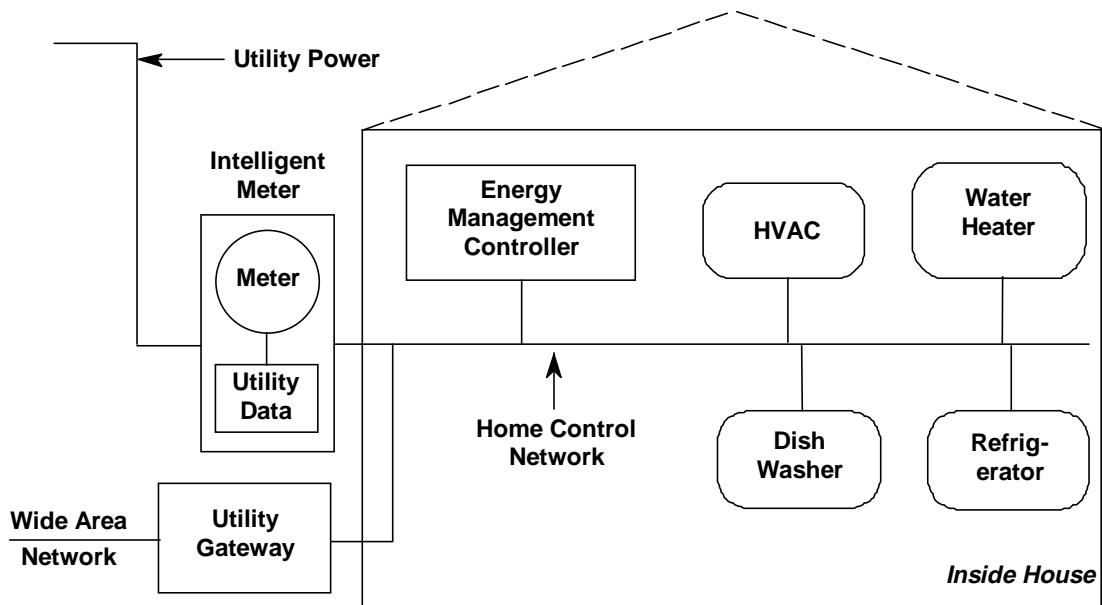 Utility Power
Intelligent
Meter
Meter
Utility
Data
Energy
Management
Controller
HVAC
Water
Heater
Home Control
Network
Dish
Washer
Refrig-
erator
Wide Area
Network
Utility
Gateway
Inside House